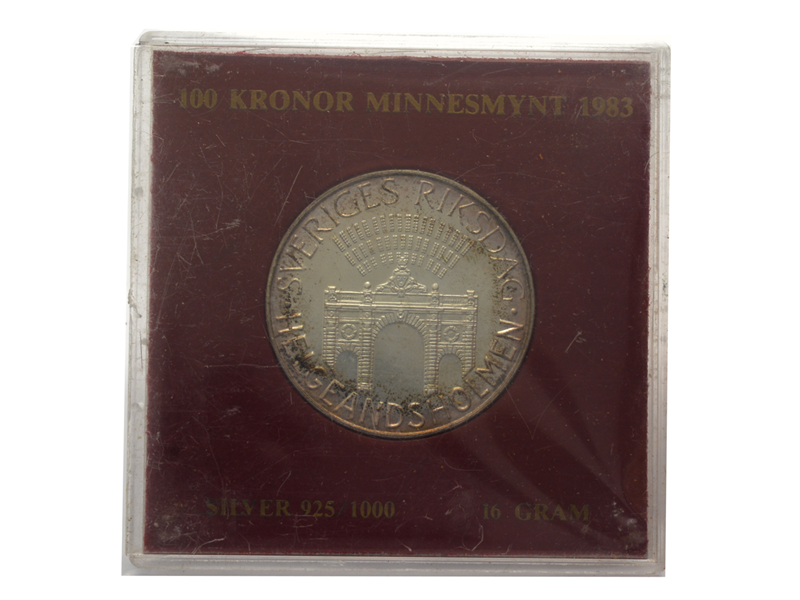 100 KRONOR MINNESMYNT 1983
SVERIGES RIKSDAG · HELGEANDSHOLMEN ·
SILVER 925/1000 16 GRAM